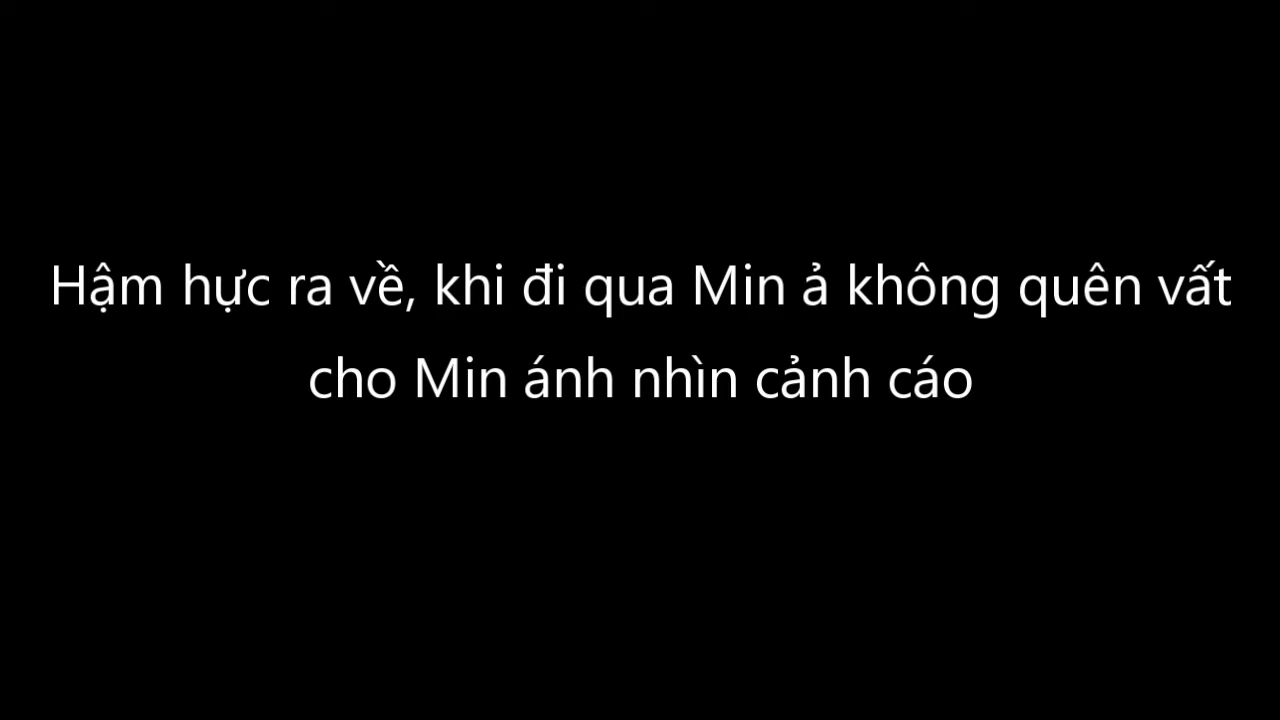 Hậm hực ra về, khi đi qua Min ả không quên vất
cho Min ánh nhìn cảnh cáo